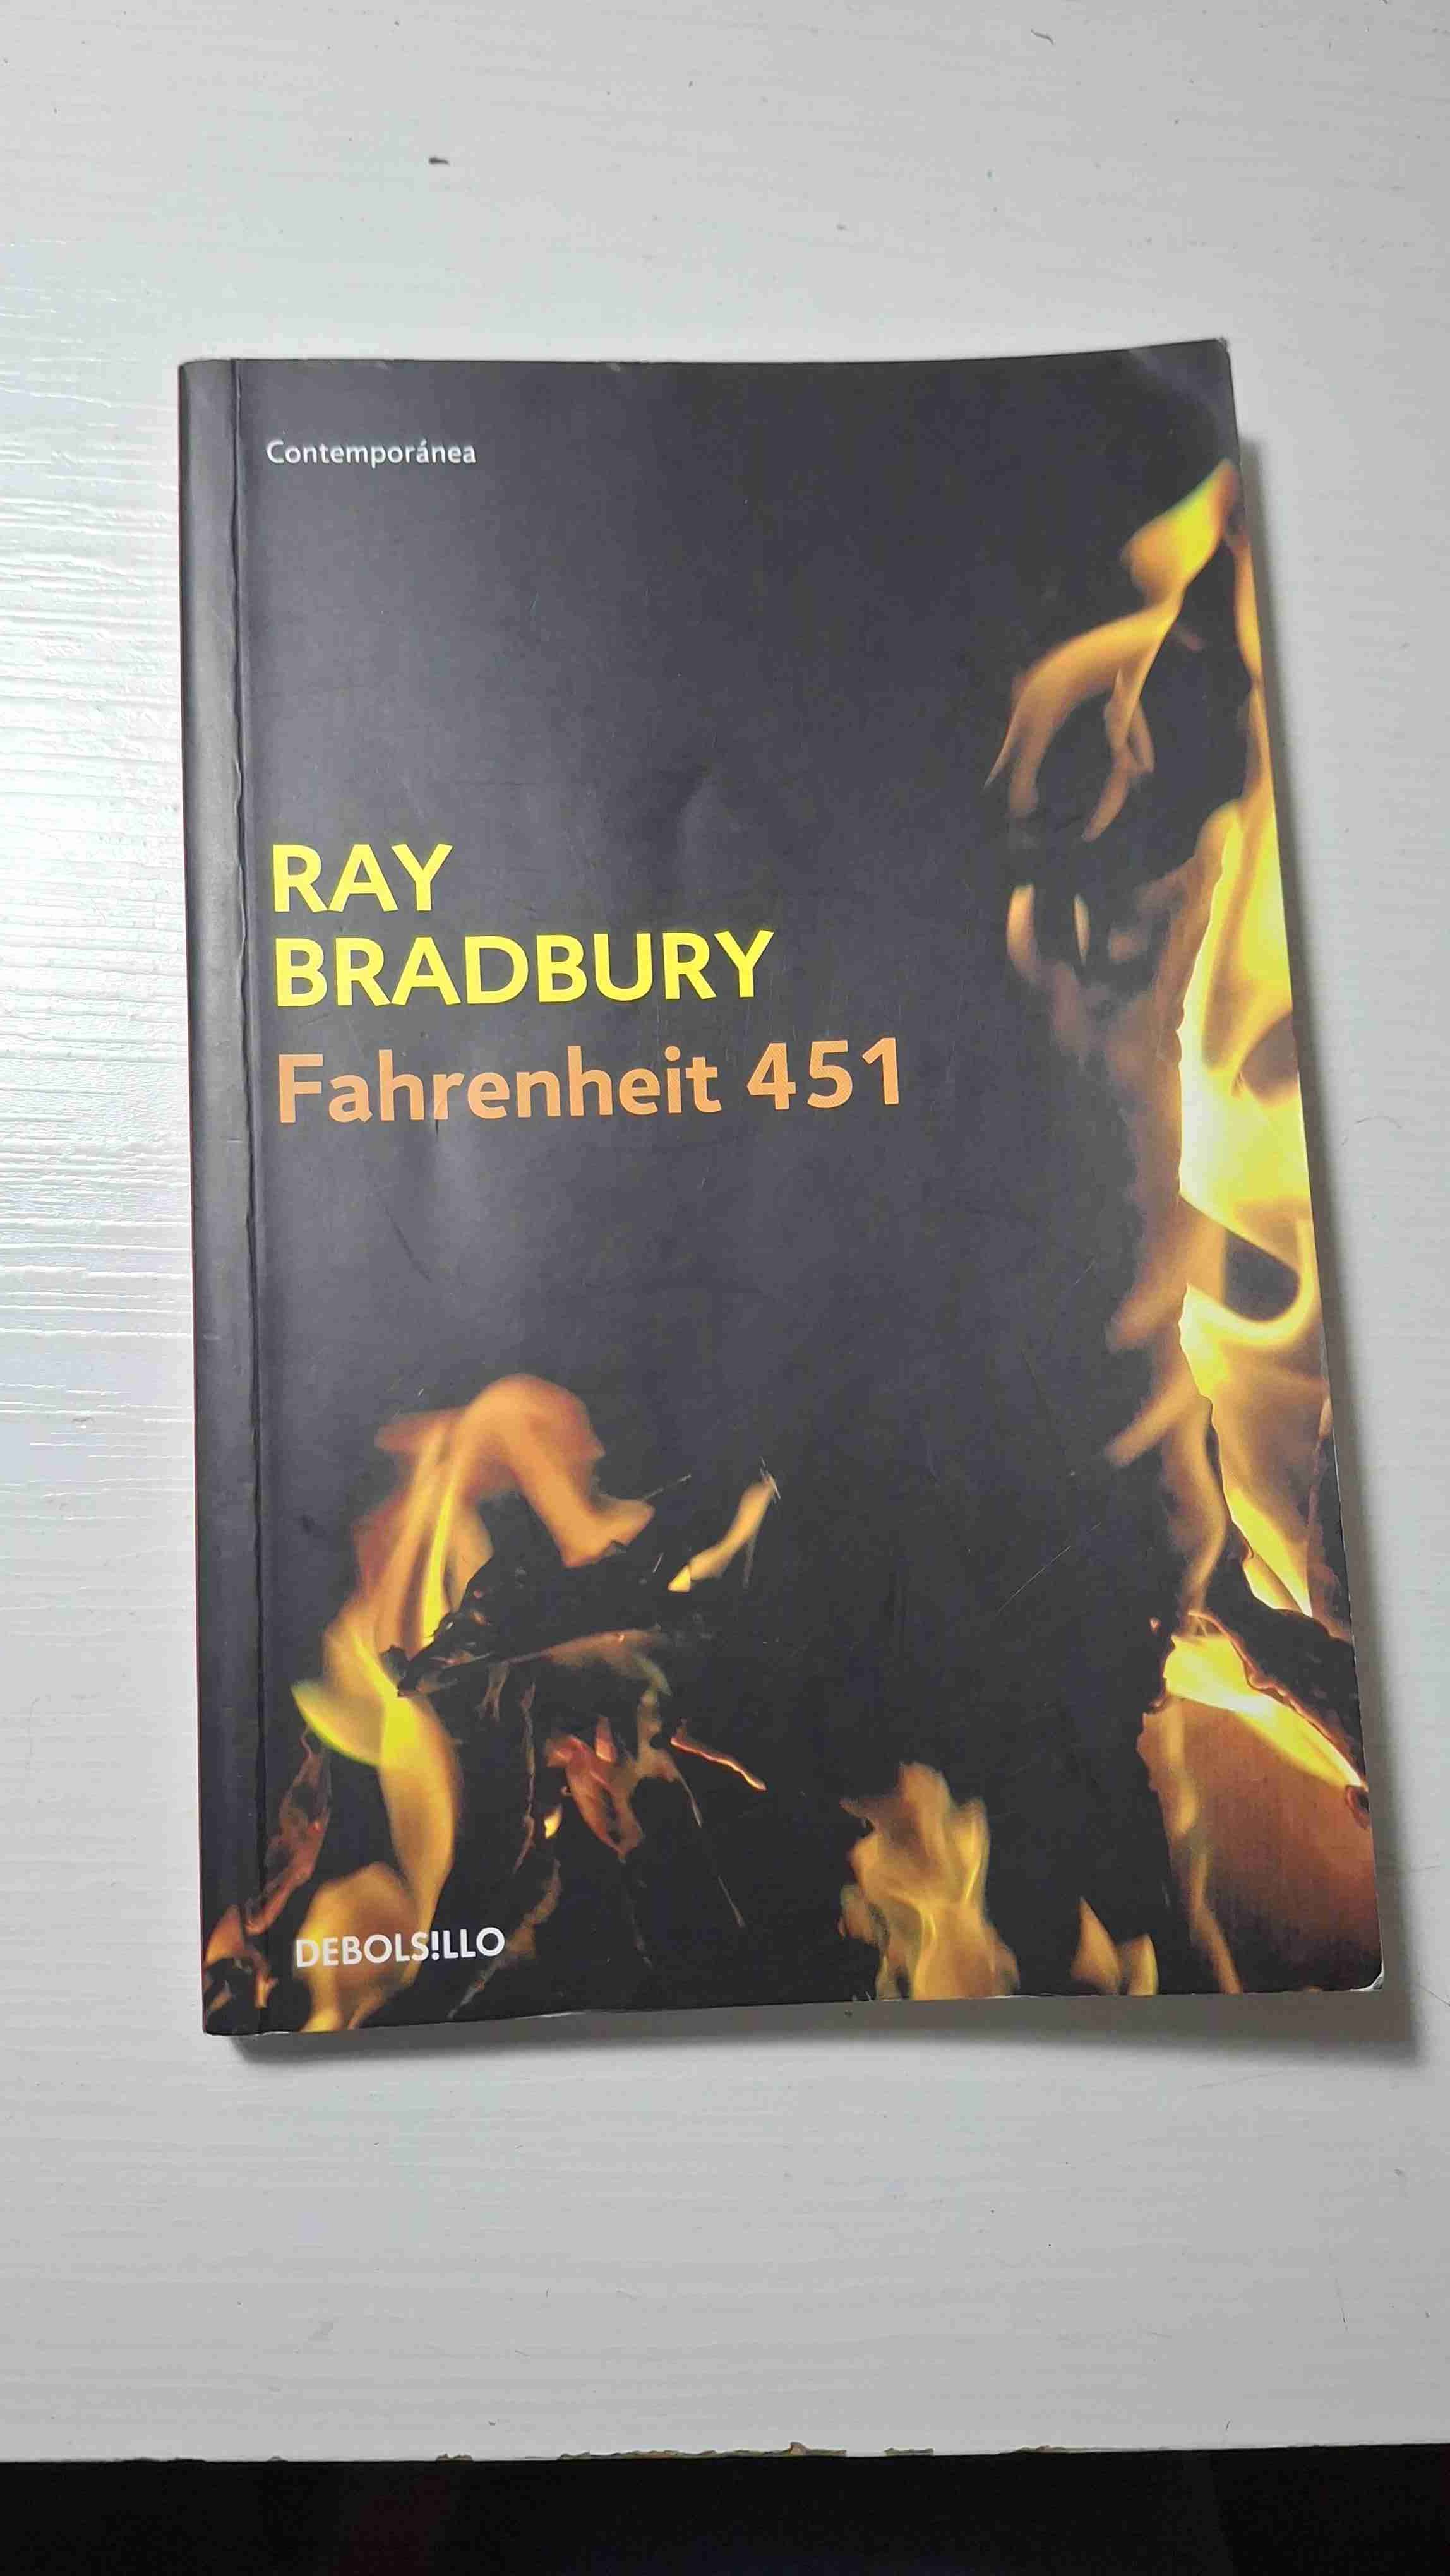 Contemporánea
RAY
BRADBURY
Fahrenheit 451
DEBOLS!LLO